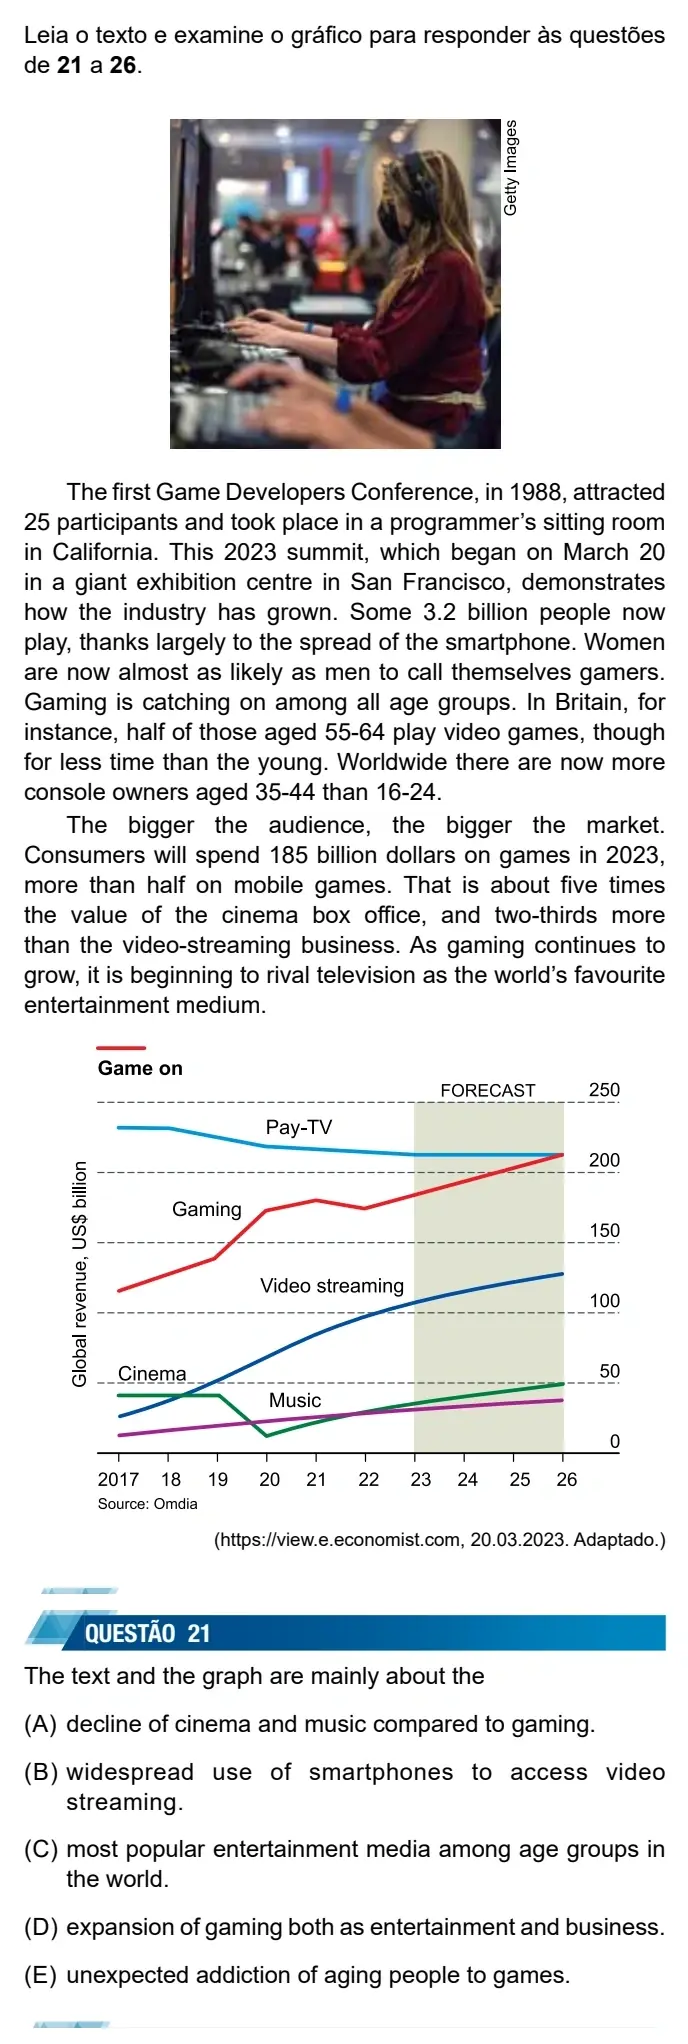 Leia o texto e examine o gráfico para responder às questões
de 21 a 26.
Getty Images
The first Game Developers Conference, in 1988, attracted
25 participants and took place in a programmer's sitting room
in California. This 2023 summit, which began on March 20
in a giant exhibition centre in San Francisco, demonstrates
how the industry has grown. Some 3.2 billion people now
play, thanks largely to the spread of the smartphone. Women
are now almost as likely as men to call themselves gamers.
Gaming is catching on among all age groups. In Britain, for
instance, half of those aged 55-64 play video games, though
for less time than the young. Worldwide there are now more
console owners aged 35-44 than 16-24.
The bigger the audience, the bigger the market.
Consumers will spend 185 billion dollars on games in 2023,
more than half on mobile games. That is about five times
the value of the cinema box office, and two-thirds more
than the video-streaming business. As gaming continues to
grow, it is beginning to rival television as the world's favourite
entertainment medium.
Game on
FORECAST 250
Pay-TV
200
Gaming
150
Video streaming
100
Cinema
50
Music
0
Global revenue, US$ billion
2017 18 19 20 21 22 23 24 25 26
Source: Omdia
(https://view.e.economist.com, 20.03.2023. Adaptado.)
QUESTÃO 21
The text and the graph are mainly about the
(A) decline of cinema and music compared to gaming.
(B) widespread use of smartphones to access video
streaming.
(C) most popular entertainment media among age groups in
the world.
(D) expansion of gaming both as entertainment and business.
(E) unexpected addiction of aging people to games.